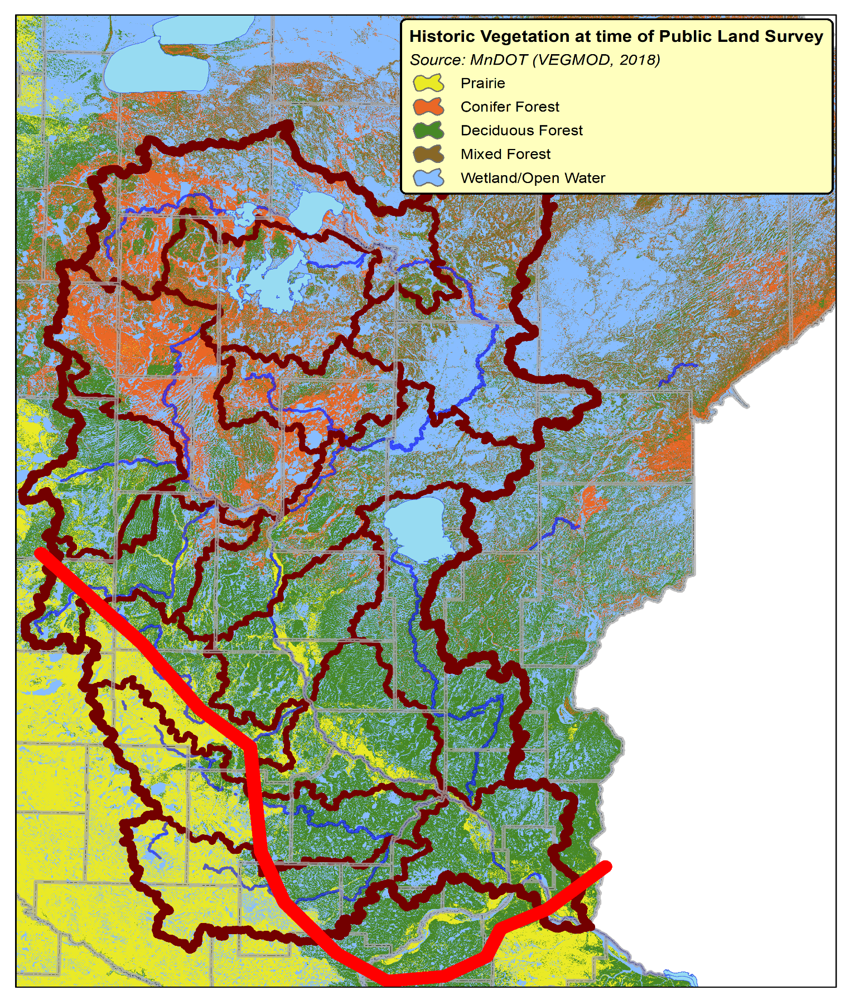 Historic Vegetation at time of Public Land Survey
Source: MnDOT (VEGMOD, 2018)
Prairie
Conifer Forest
Deciduous Forest
Mixed Forest
Wetland/Open Water